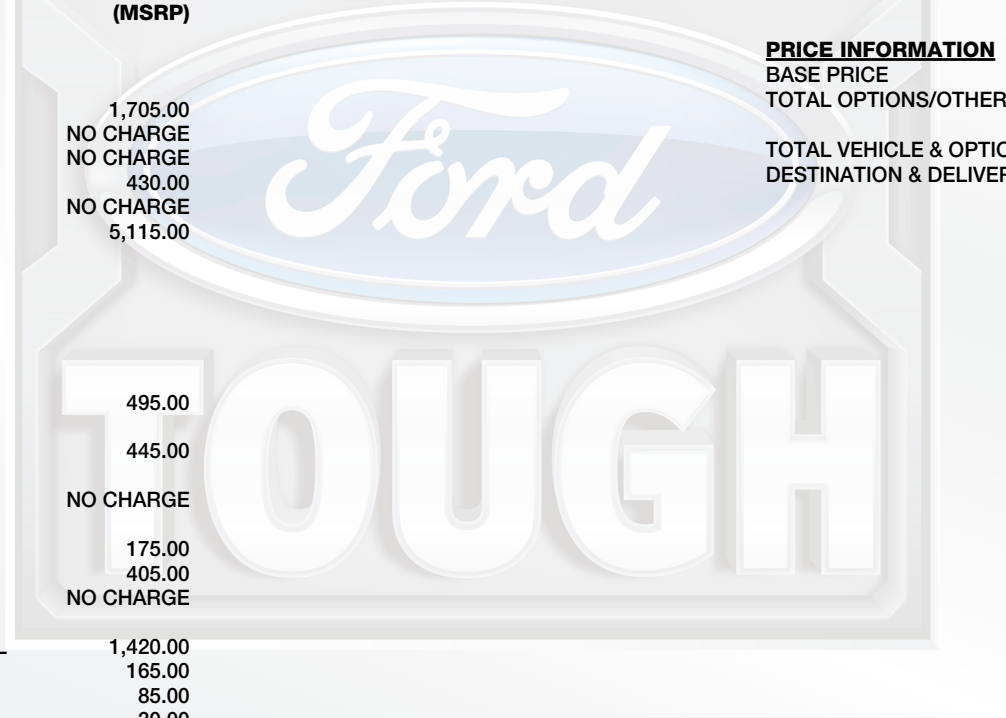 (MSRP)
1,705.00
NO CHARGE
NO CHARGE
430.00
NO CHARGE
5,115.00
495.00
445.00
NO CHARGE
175.00
405.00
NO CHARGE
1,420.00
165.00
85.00
PRICE INFORMATION
BASE PRICE
TOTAL OPTIONS/OTHER
TOTAL VEHICLE &
DESTINATION &
Ford
TOUGH